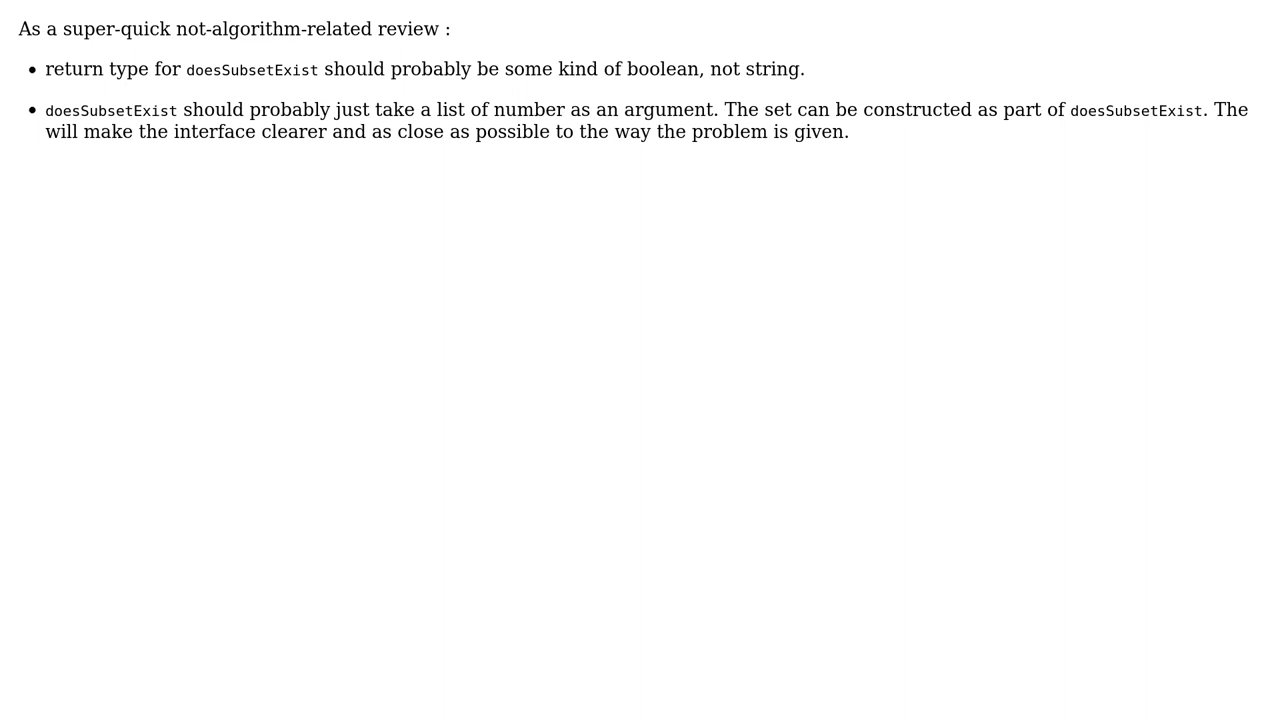 As a super-quick not-algorithm-related review :
• return type for doesSubsetExist should probably be some kind of boolean, not string.
• doesSubsetExist should probably just take a list of number as an argument. The set can be constructed as part of doesSubsetExist. The
will make the interface clearer and as close as possible to the way the problem is given.